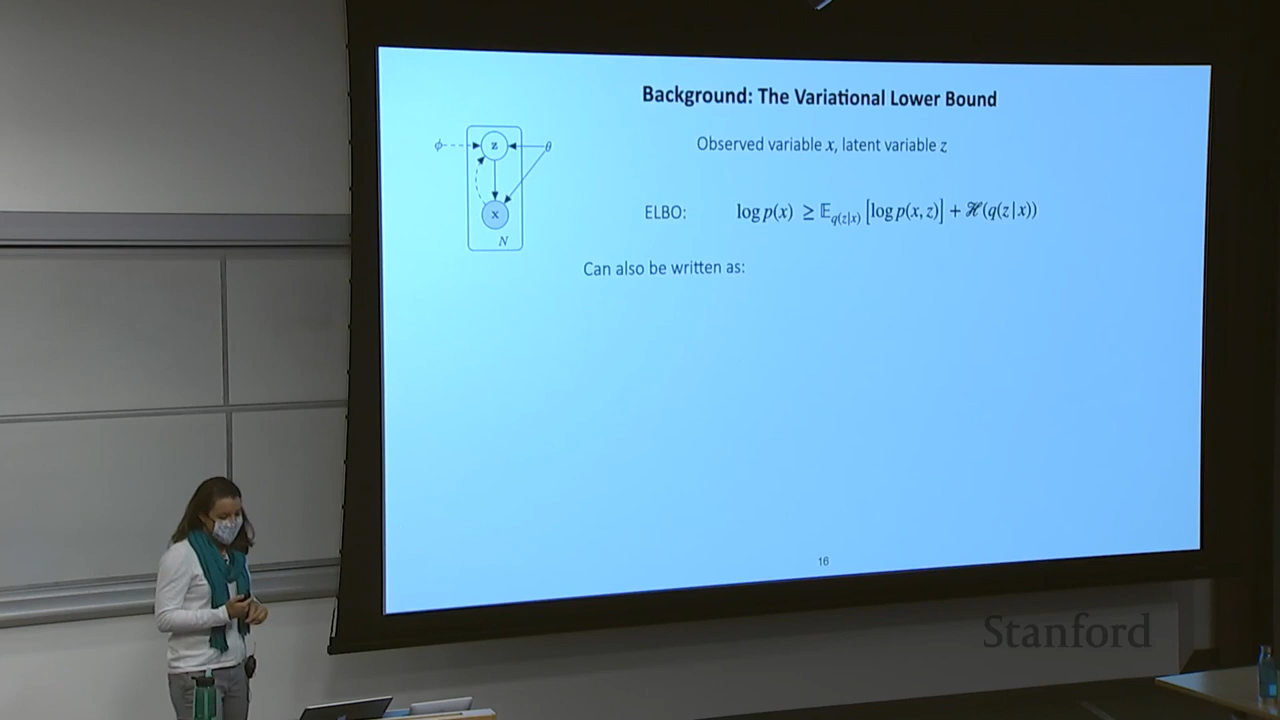 Background: The Variational Lower Bound
Observed variable x, latent variable z
ϕ z θ
x
N
ELBO: log p(x) ≥ 𝔼q(z|x) [log p(x, z)] + ℋ(q(z|x))
Can also be written as:
16
Stanford